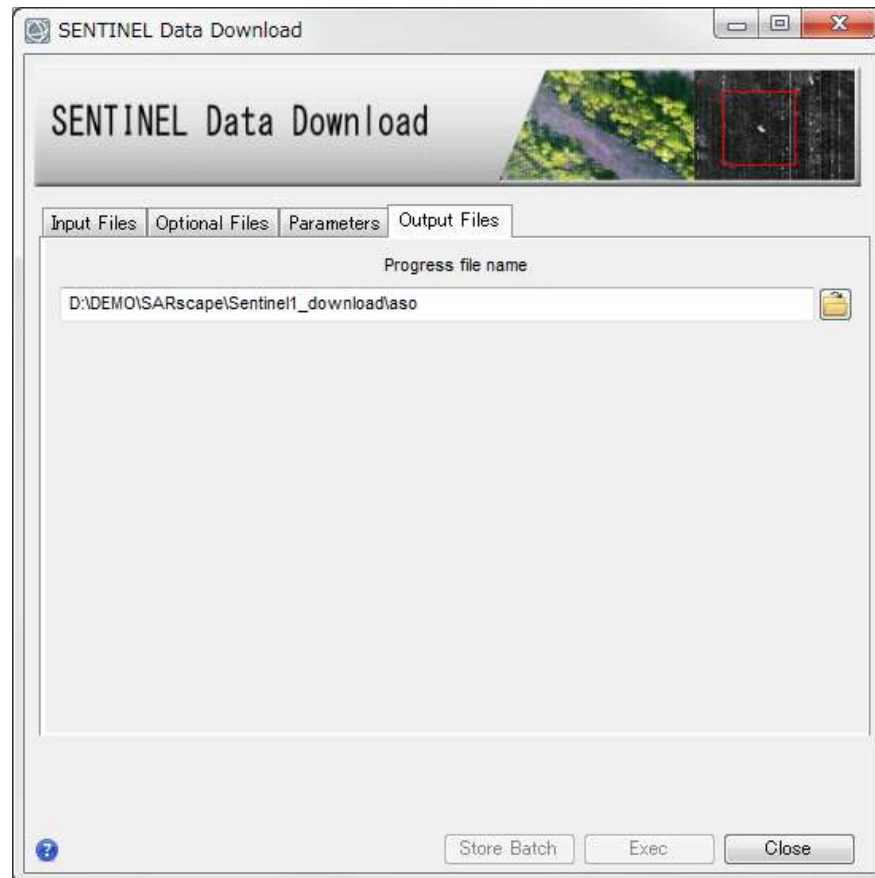 SENTINEL Data Download
SENTINEL Data Download
Input Files Optional Files Parameters Output Files
Progress file name
D:\DEMO\SARscape\Sentinel1_download\aso
Store Batch Exec Close